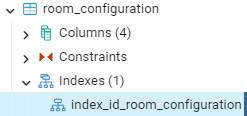 room_configuration
Columns (4)
Constraints
Indexes (1)
index_id_room_configuration